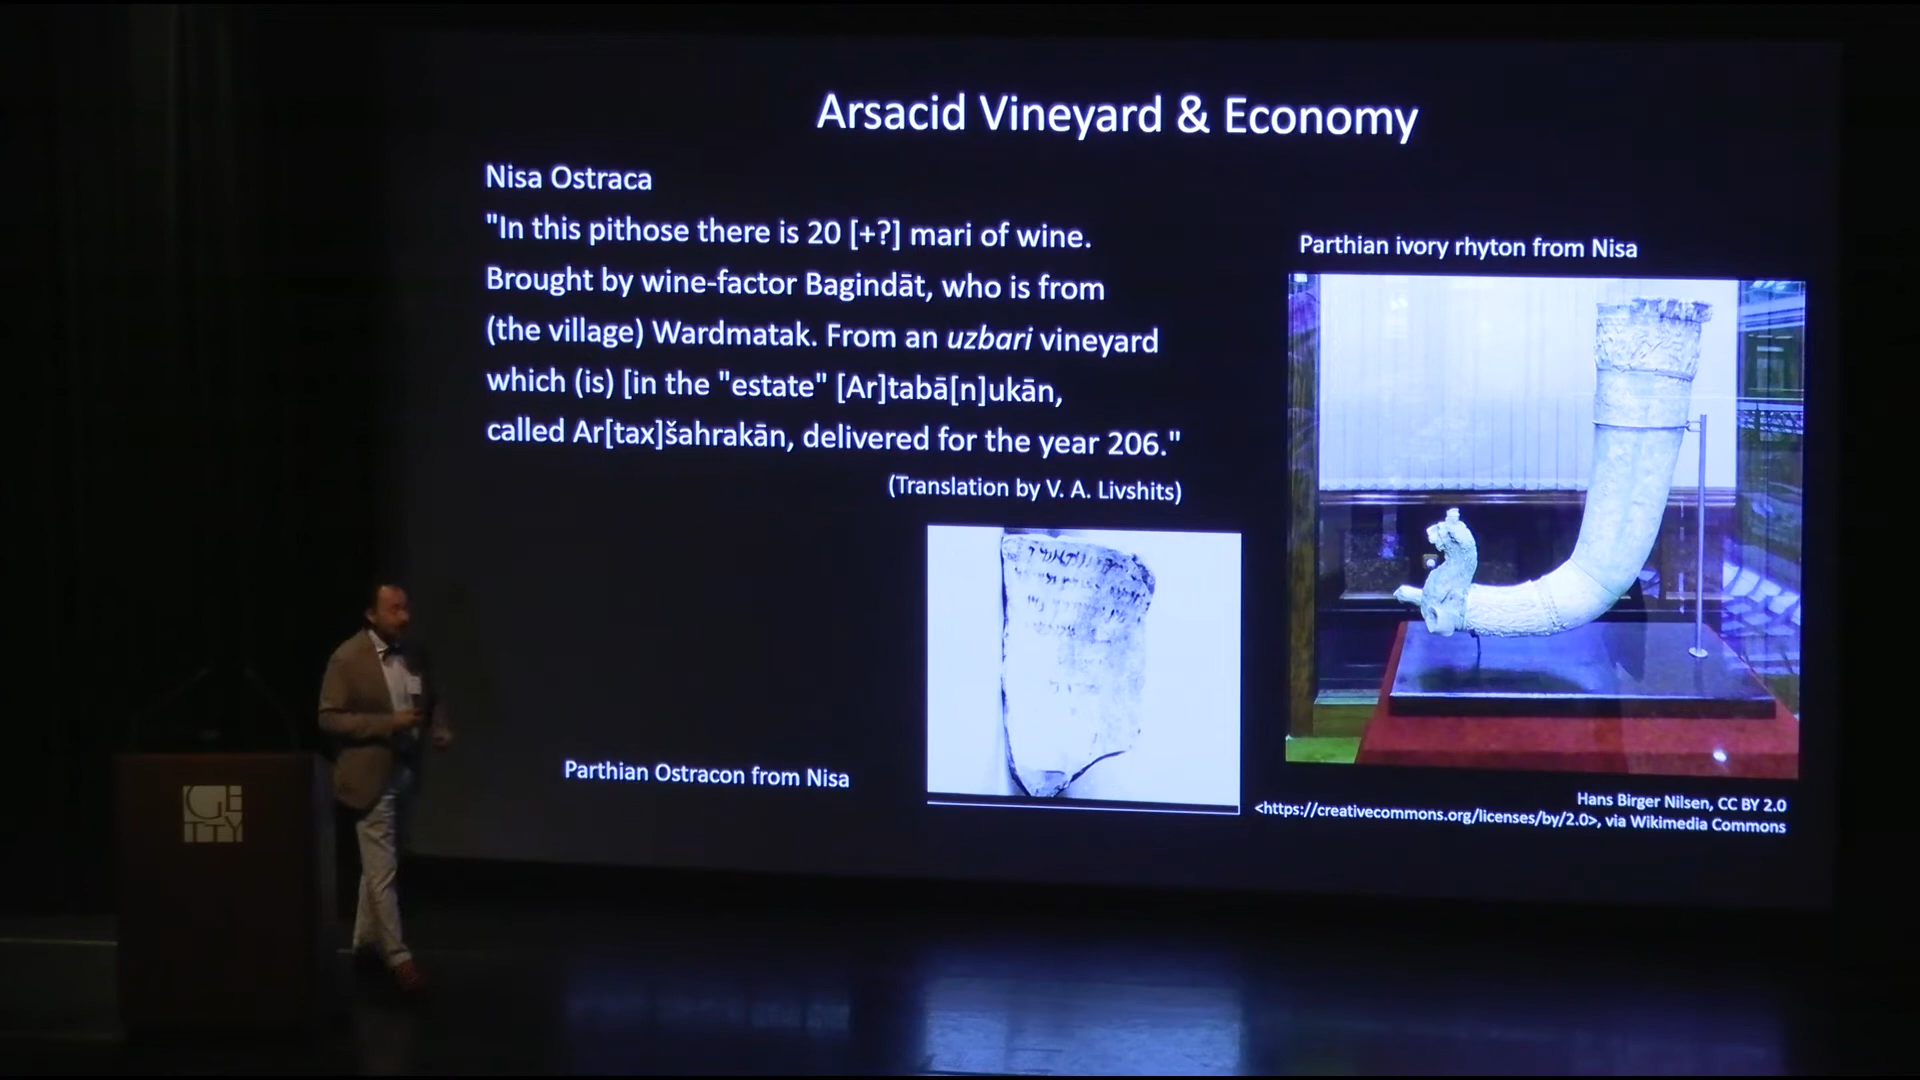 Arsacid Vineyard & Economy
Nisa Ostraca
"In this pithose there is 20 [+?] mari of wine.
Brought by wine-factor Bagindāt, who is from
(the village) Wardmatak. From an uzbari vineyard
which (is) [in the "estate" [Ar]tabā[n]ukān,
called Ar[tax]šahrakān, delivered for the year 206."
(Translation by V. A. Livshits)
Parthian ivory rhyton from Nisa
Parthian Ostracon from Nisa
Hans Birger Nilsen, CC BY 2.0
<https://creativecommons.org/licenses/by/2.0>, via Wikimedia Commons
GE
TTY